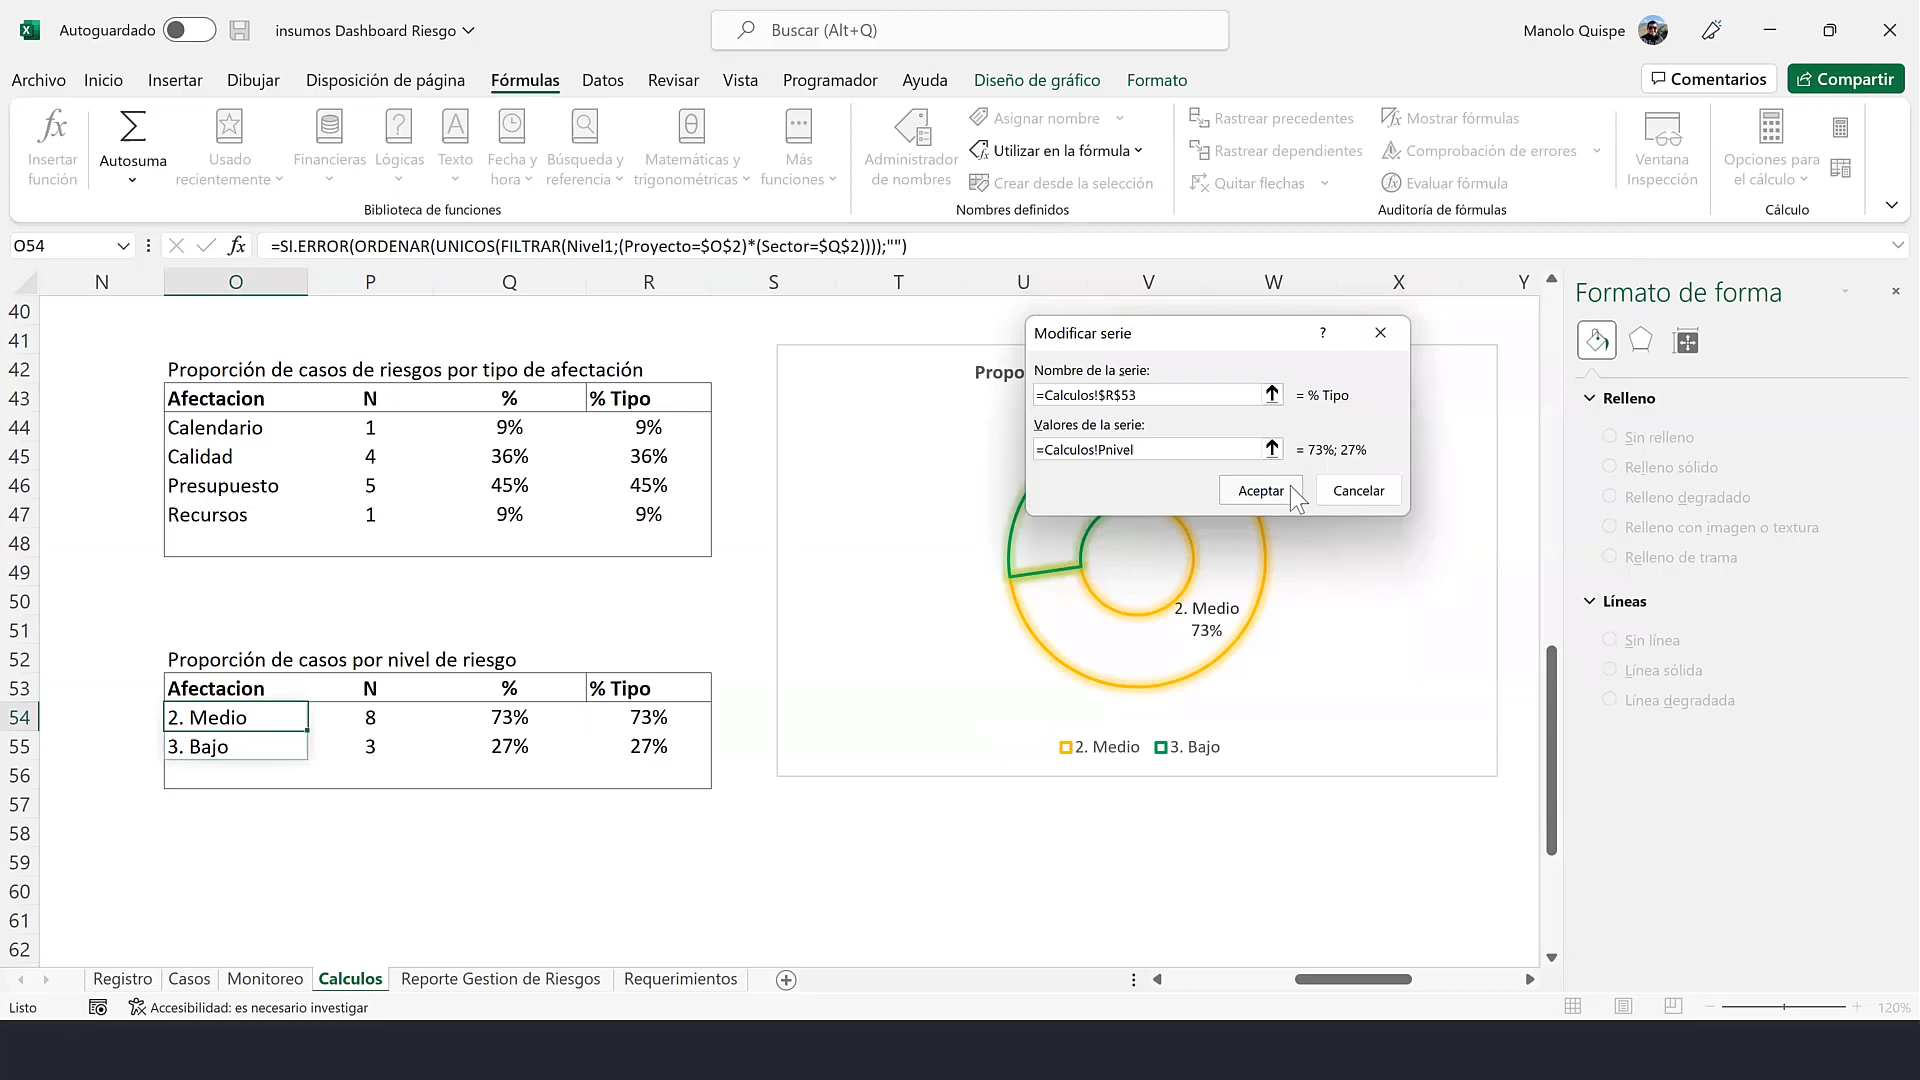 Autoguardado
insumos Dashboard Riesgo
Buscar (Alt+Q)
Manolo Quispe
Archivo Inicio Insertar Dibujar Disposición de página Fórmulas Datos Revisar Vista Programador Ayuda Diseño de gráfico Formato
Comentarios Compartir
fx Insertar función
Autosuma
Usado recientemente
Financieras
Lógicas
Texto
Fecha y hora
Búsqueda y referencia
Matemáticas y trigonométricas
Más funciones
Biblioteca de funciones
Administrador de nombres
Asignar nombre
Utilizar en la fórmula
Crear desde la selección
Nombres definidos
Rastrear precedentes
Rastrear dependientes
Quitar flechas
Mostrar fórmulas
Comprobación de errores
Evaluar fórmula
Auditoría de fórmulas
Ventana Inspección
Opciones para el cálculo
Cálculo
O54
fx
=SI.ERROR(ORDENAR(UNICOS(FILTRAR(Nivel1;(Proyecto=$O$2)*(Sector=$Q$2))));"")
N O P Q R S T U V W X Y
40
41
42 Proporción de casos de riesgos por tipo de afectación
43 Afectacion N % % Tipo
44 Calendario 1 9% 9%
45 Calidad 4 36% 36%
46 Presupuesto 5 45% 45%
47 Recursos 1 9% 9%
48
49
50
51
52 Proporción de casos por nivel de riesgo
53 Afectacion N % % Tipo
54 2. Medio 8 73% 73%
55 3. Bajo 3 27% 27%
56
57
58
59
60
61
62
Propo
2. Medio
73%
2. Medio 3. Bajo
Modificar serie
?
Nombre de la serie:
=Calculos!$R$53 = % Tipo
Valores de la serie:
=Calculos!Pnivel = 73%; 27%
Aceptar Cancelar
Formato de forma
Relleno
Sin relleno
Relleno sólido
Relleno degradado
Relleno con imagen o textura
Relleno de trama
Líneas
Sin línea
Línea sólida
Línea degradada
Registro Casos Monitoreo Calculos Reporte Gestion de Riesgos Requerimientos
Listo
Accesibilidad: es necesario investigar
120%